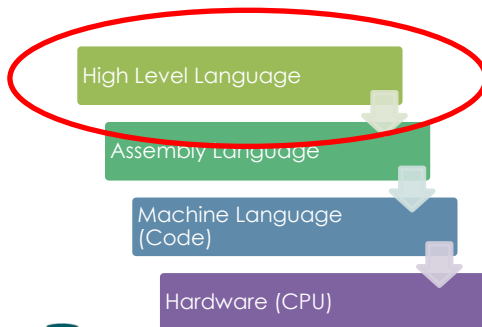 High Level Language
Assembly Language
Machine Language
(Code)
Hardware (CPU)